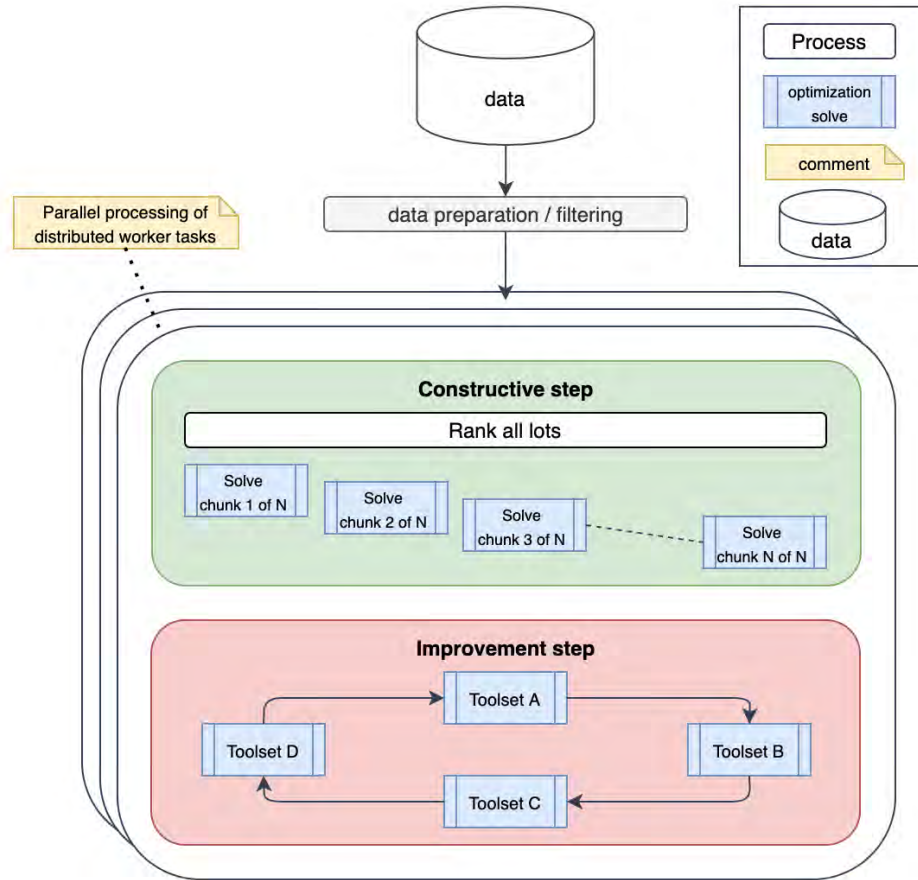 data
Process
optimization
solve
comment
data
data preparation / filtering
Parallel processing of
distributed worker tasks
Constructive step
Rank all lots
Solve
chunk 1 of N
Solve
chunk 2 of N
Solve
chunk 3 of N
Solve
chunk N of N
Improvement step
Toolset A
Toolset D
Toolset B
Toolset C